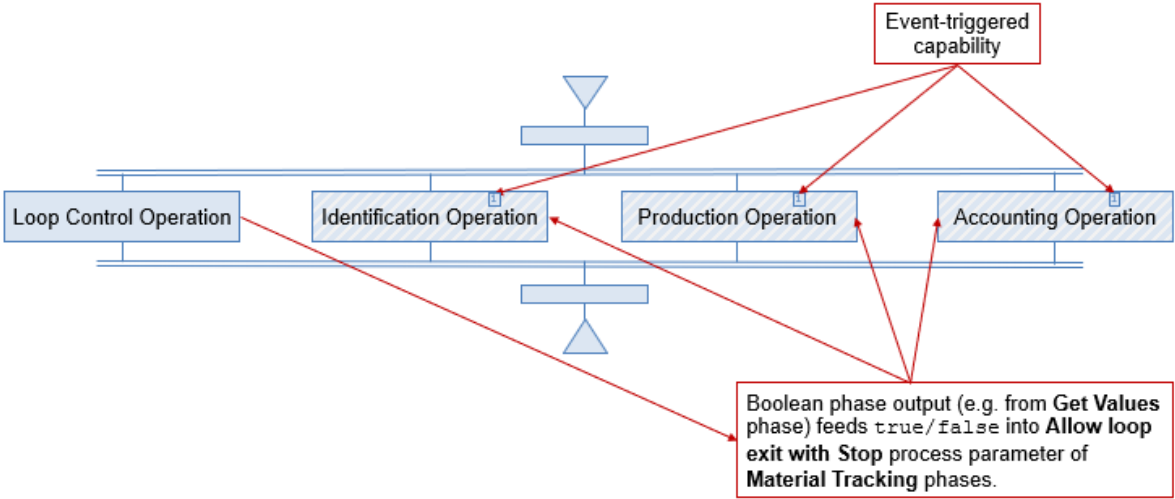 Event-triggered
capability
1
1
1
Loop Control Operation
Identification Operation
Production Operation
Accounting Operation
Boolean phase output (e.g. from Get Values
phase) feeds true/false into Allow loop
exit with Stop process parameter of
Material Tracking phases.